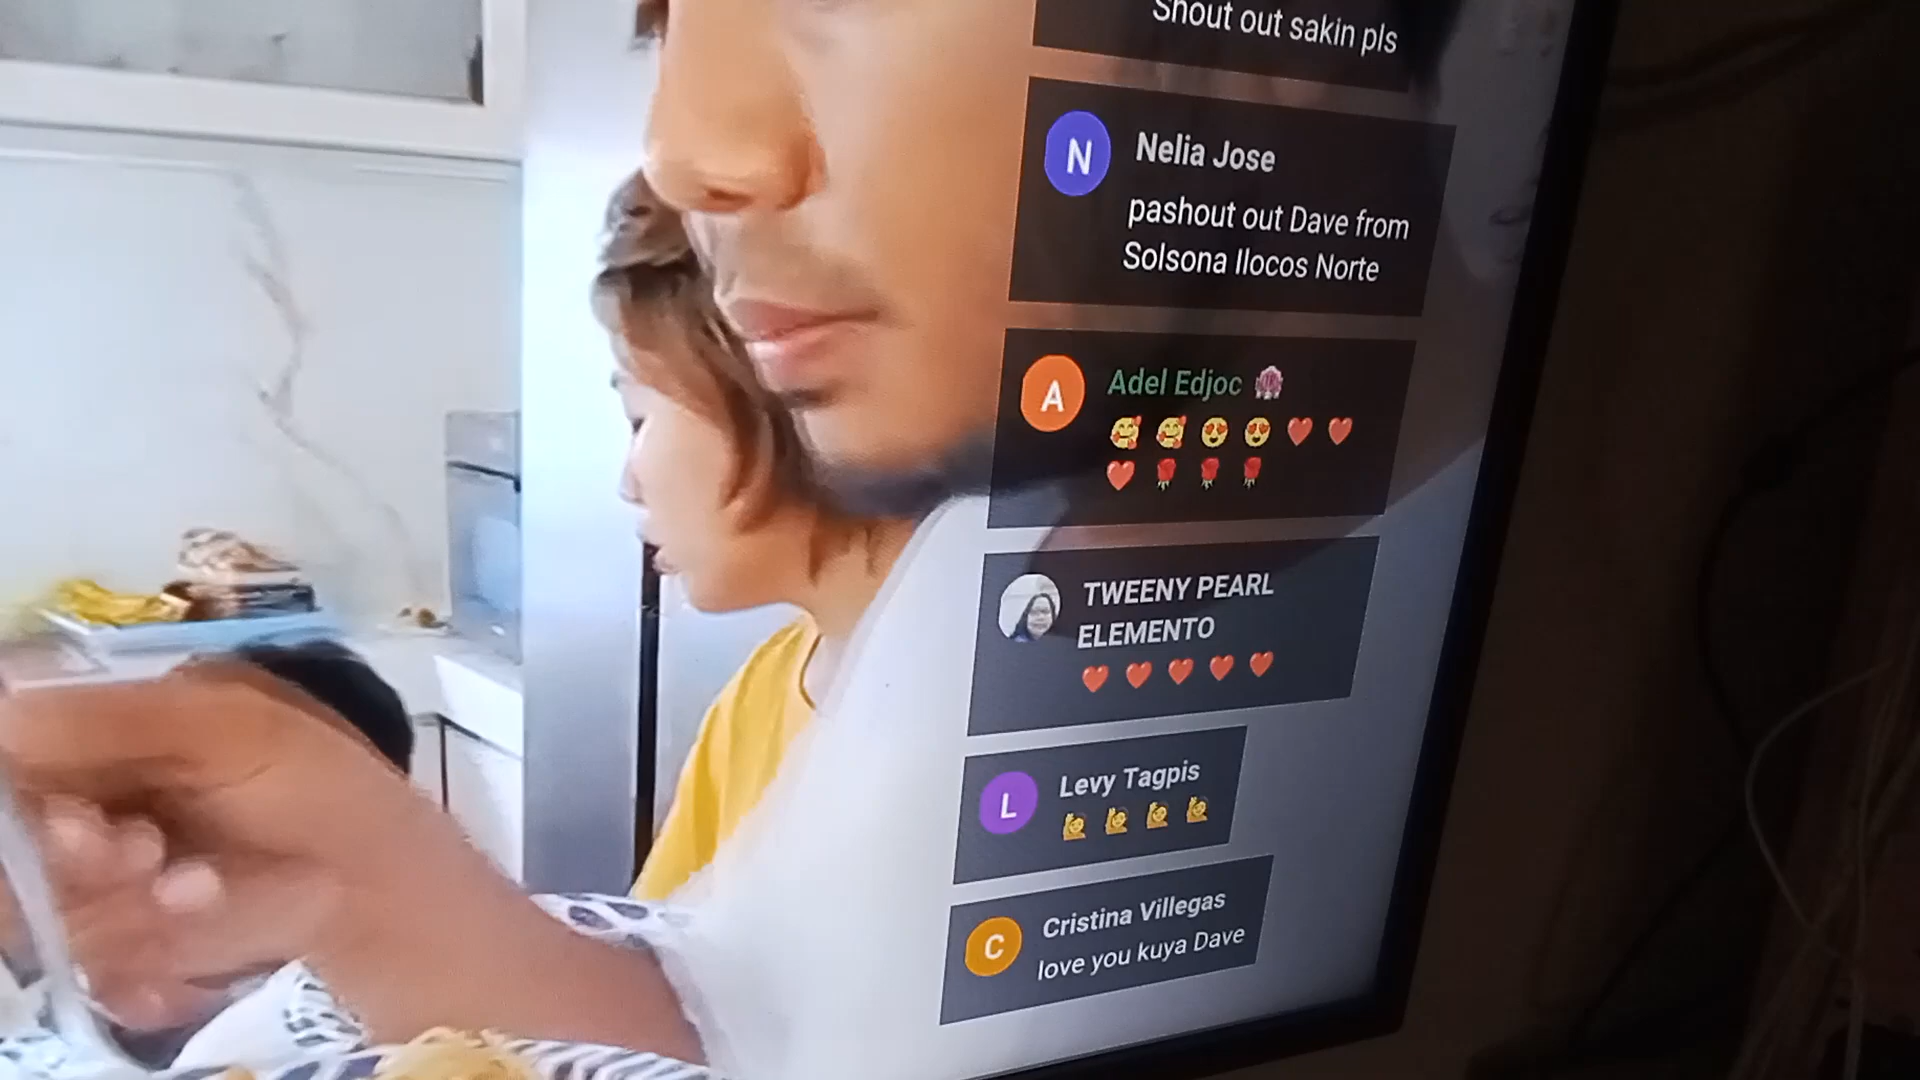 Shout out sakin pls
N
Nelia Jose
pashout out Dave from
Solsona Ilocos Norte
A
Adel Edjoc
🥰 🥰 😍 😍 ❤️ ❤️
❤️ 🌹 🌹 🌹
TWEENY PEARL
ELEMENTO
❤️ ❤️ ❤️ ❤️ ❤️
L
Levy Tagpis
🙋 🙋 🙋 🙋
C
Cristina Villegas
love you kuya Dave